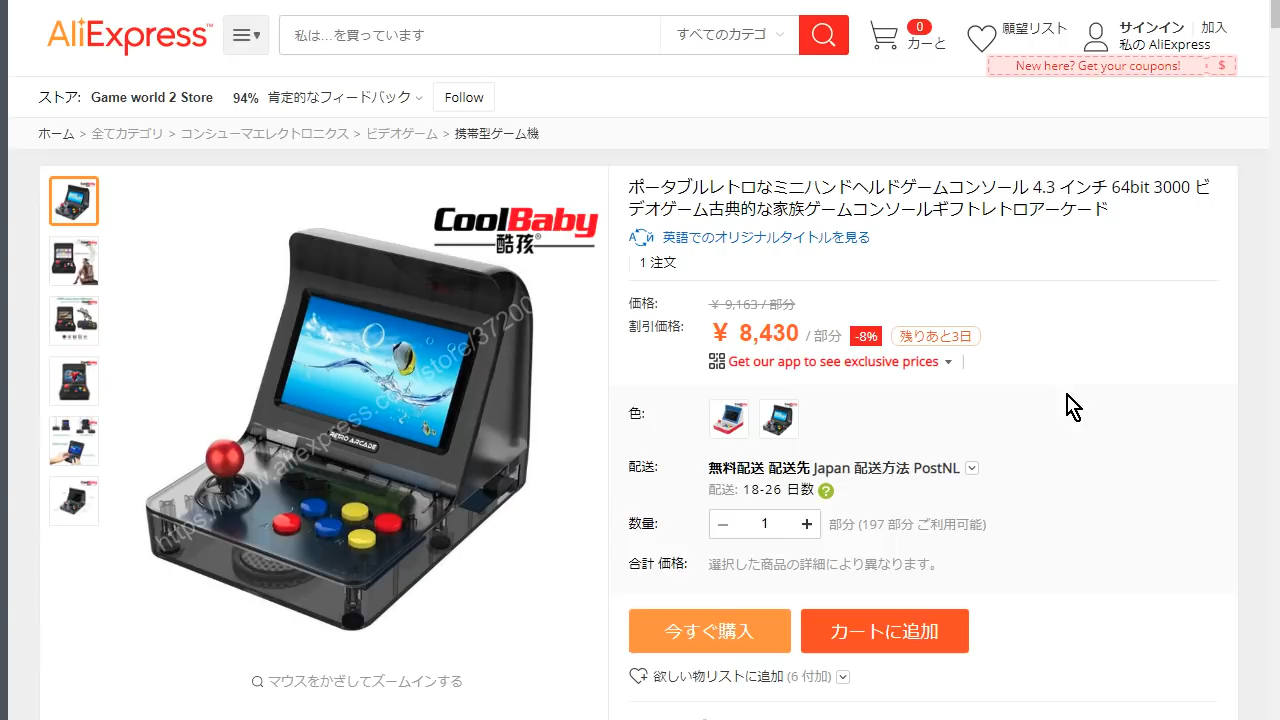 AliExpress™
私は...を買っています
すべてのカテゴ
0
カーと
願望リスト
サインイン
加入
私の AliExpress
New here? Get your coupons!
$
ストア: Game world 2 Store 94% 肯定的なフィードバック
Follow
ホーム > 全てカテゴリ > コンシューマエレクトロニクス > ビデオゲーム > 携帯型ゲーム機
CoolBaby
酷孩®
RETRO ARCADE
https://www.aliexpress.com/store/37200
マウスをかざしてズームインする
ポータブルレトロなミニハンドヘルドゲームコンソール 4.3 インチ 64bit 3000 ビ
デオゲーム古典的な家族ゲームコンソールギフトレトロアーケード
英語でのオリジナルタイトルを見る
1 注文
価格: ¥ 9,163 / 部分
割引価格: ¥ 8,430 / 部分 -8% 残りあと3日
Get our app to see exclusive prices
色:
配送: 無料配送 配送先 Japan 配送方法 PostNL
配送: 18-26 日数 ?
数量: − 1 + 部分 (197 部分 ご利用可能)
合計 価格: 選択した商品の詳細により異なります。
今すぐ購入
カートに追加
欲しい物リストに追加 (6 付加)